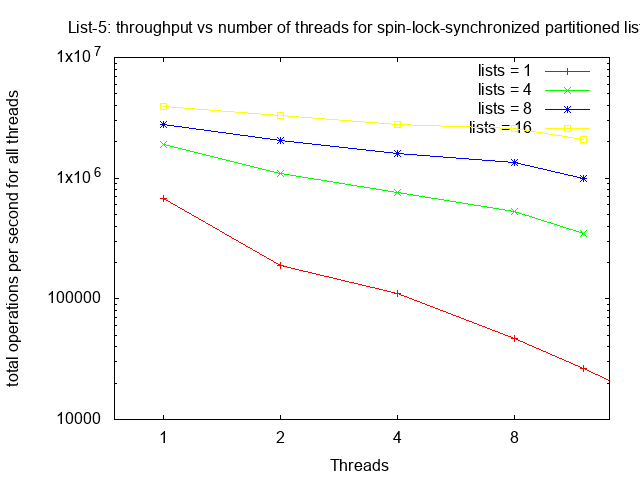 List-5: throughput vs number of threads for spin-lock-synchronized partitioned list
1x10^7
lists = 1
lists = 4
lists = 8
lists = 16
1x10^6
100000
10000
total operations per second for all threads
1 2 4 8
Threads